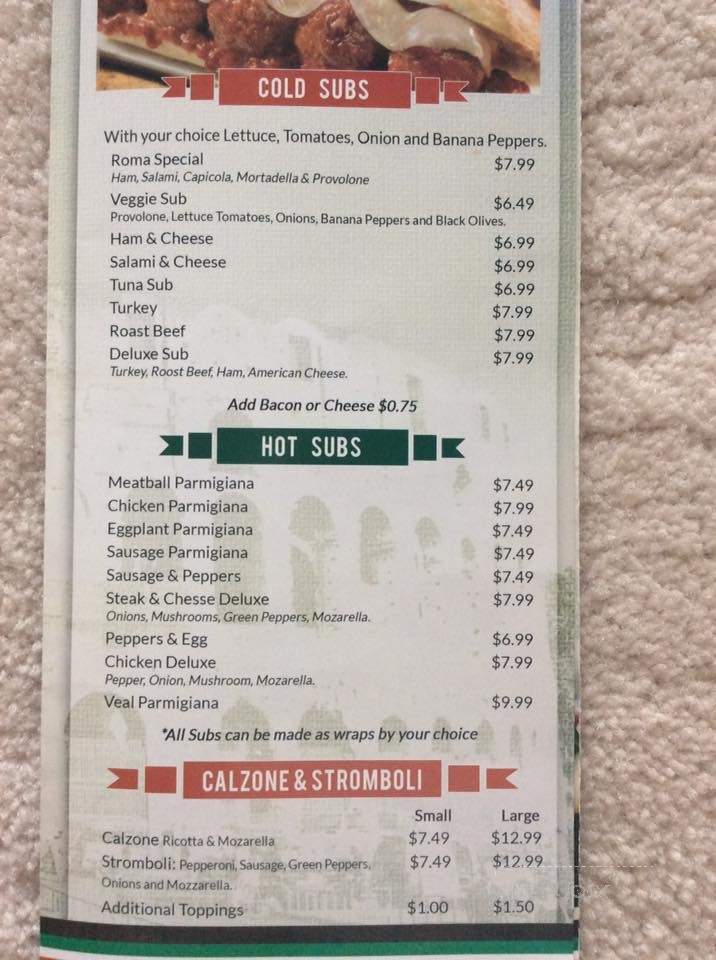 COLD SUBS
With your choice Lettuce, Tomatoes, Onion and Banana Peppers.
Roma Special $7.99
Ham, Salami, Capicola, Mortadella & Provolone
Veggie Sub $6.49
Provolone, Lettuce Tomatoes, Onions, Banana Peppers and Black Olives.
Ham & Cheese $6.99
Salami & Cheese $6.99
Tuna Sub $6.99
Turkey $7.99
Roast Beef $7.99
Deluxe Sub $7.99
Turkey, Roost Beef, Ham, American Cheese.
Add Bacon or Cheese $0.75
HOT SUBS
Meatball Parmigiana $7.49
Chicken Parmigiana $7.99
Eggplant Parmigiana $7.49
Sausage Parmigiana $7.49
Sausage & Peppers $7.49
Steak & Chesse Deluxe $7.99
Onions, Mushrooms, Green Peppers, Mozarella.
Peppers & Egg $6.99
Chicken Deluxe $7.99
Pepper, Onion, Mushroom, Mozarella.
Veal Parmigiana $9.99
*All Subs can be made as wraps by your choice
CALZONE & STROMBOLI
Small Large
Calzone Ricotta & Mozarella $7.49 $12.99
Stromboli: Pepperoni, Sausage, Green Peppers, $7.49 $12.99
Onions and Mozzarella.
Additional Toppings $1.00 $1.50